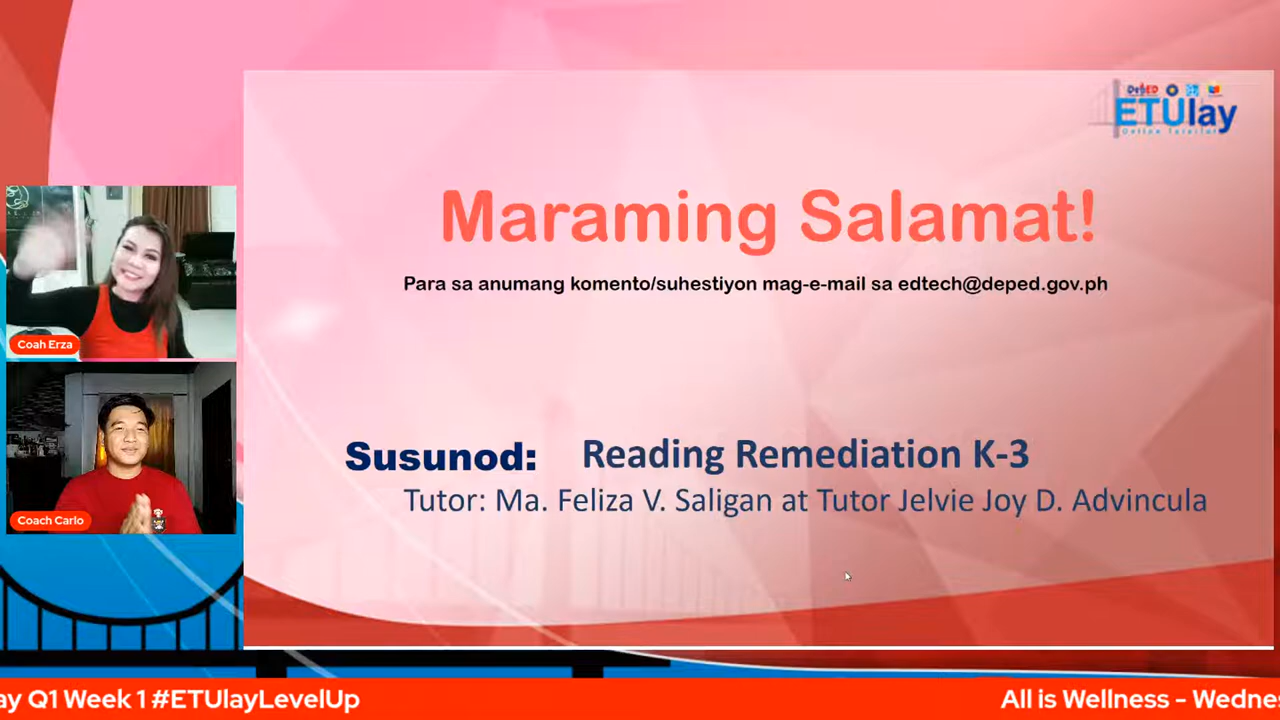 DepED
ETUlay
Online Tutorial
Maraming Salamat!
Para sa anumang komento/suhestiyon mag-e-mail sa edtech@deped.gov.ph
Coah Erza
Susunod: Reading Remediation K-3
Tutor: Ma. Feliza V. Saligan at Tutor Jelvie Joy D. Advincula
Coach Carlo
ay Q1 Week 1 #ETUlayLevelUp
All is Wellness - Wednes